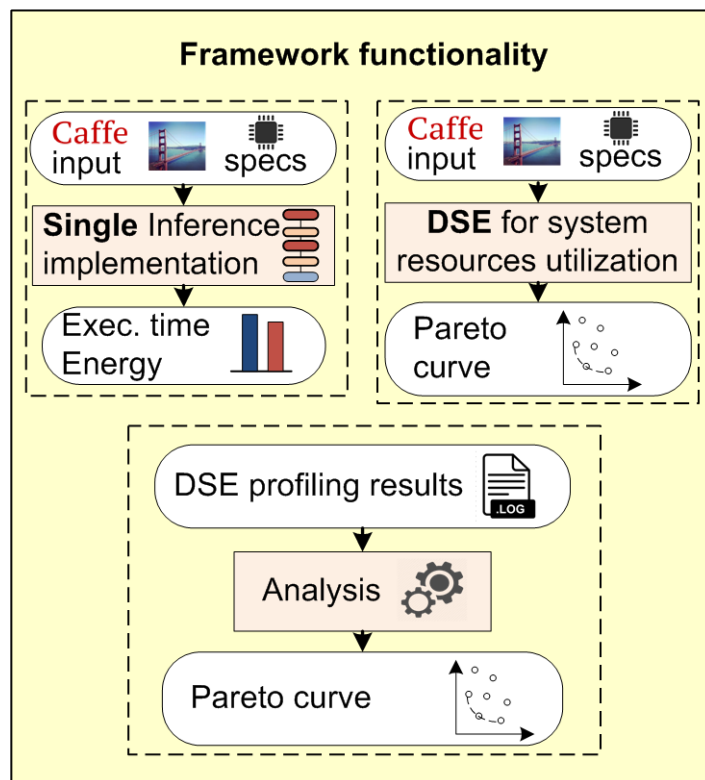 Framework functionality
Caffe
input specs
Single Inference
implementation
Exec. time
Energy
Caffe
input specs
DSE for system
resources utilization
Pareto
curve
DSE profiling results
.LOG
Analysis
Pareto curve